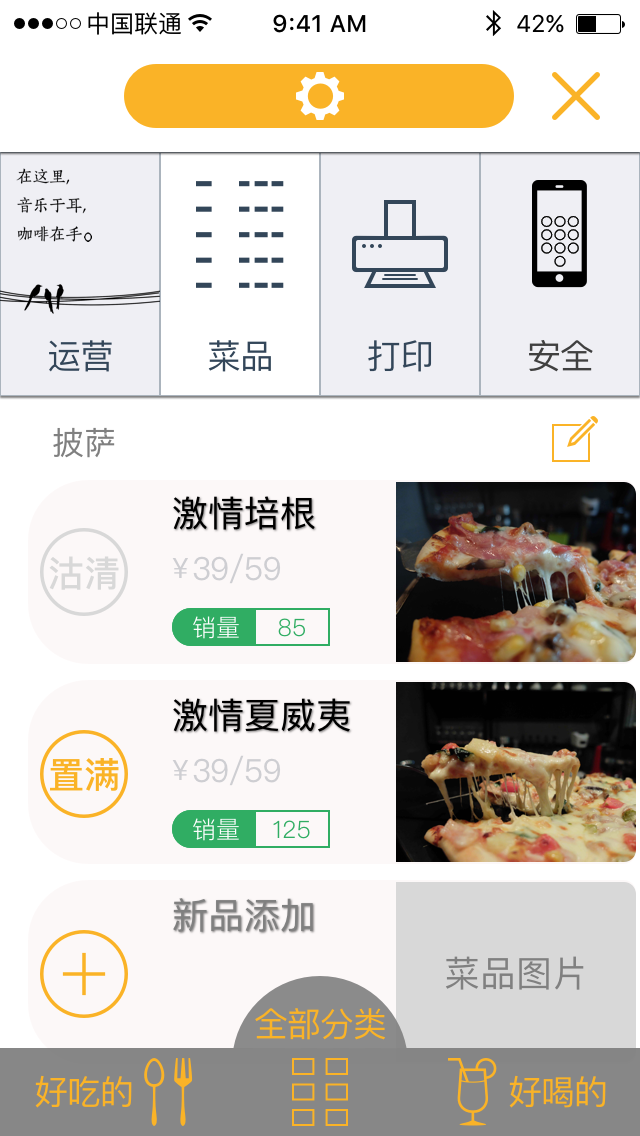 中国联通 9:41 AM 42%
在这里,
音乐于耳,
咖啡在手。
运营 菜品 打印 安全
披萨
激情培根
沽清
¥39/59
销量 85
激情夏威夷
置满
¥39/59
销量 125
新品添加
菜品图片
全部分类
好吃的 好喝的